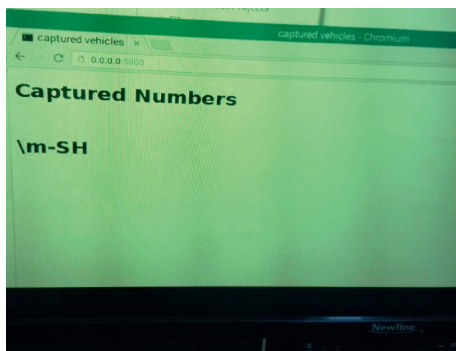 captured vehicles - Chromium
captured vehicles
0.0.0.0:5000
Captured Numbers
\m-SH
Newline